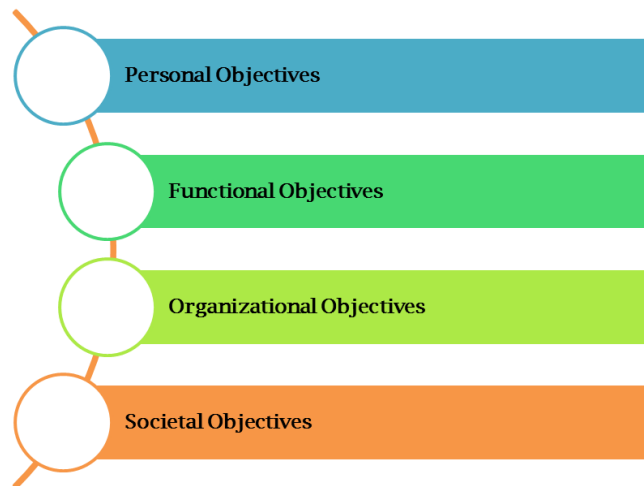 Personal Objectives
Functional Objectives
Organizational Objectives
Societal Objectives